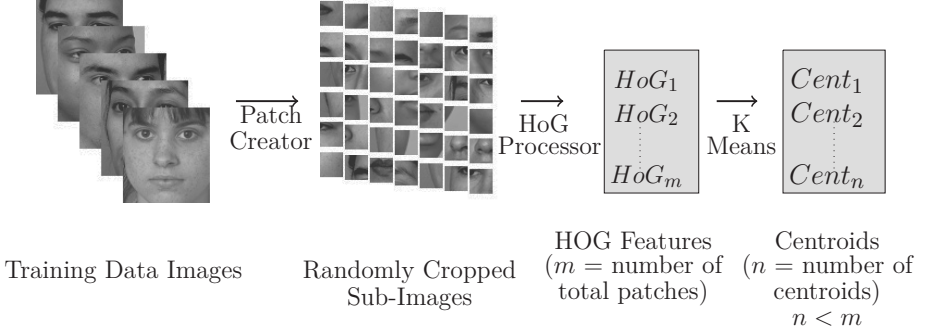 Patch
Creator
HoG
Processor
HoG₁
HoG₂
HoGₘ
K
Means
Cent₁
Cent₂
Centₙ
Training Data Images
Randomly Cropped
Sub-Images
HOG Features
(m = number of
total patches)
Centroids
(n = number of
centroids)
n < m